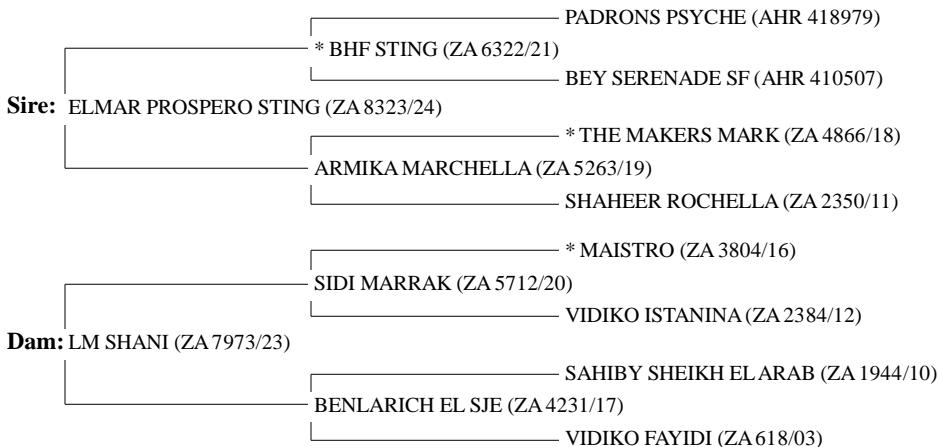 PADRONS PSYCHE (AHR 418979)
* BHF STING (ZA 6322/21)
BEY SERENADE SF (AHR 410507)
Sire: ELMAR PROSPERO STING (ZA 8323/24)
* THE MAKERS MARK (ZA 4866/18)
ARMIKA MARCHELLA (ZA 5263/19)
SHAHEER ROCHELLA (ZA 2350/11)
* MAISTRO (ZA 3804/16)
SIDI MARRAK (ZA 5712/20)
VIDIKO ISTANINA (ZA 2384/12)
Dam: LM SHANI (ZA 7973/23)
SAHIBY SHEIKH EL ARAB (ZA 1944/10)
BENLARICH EL SJE (ZA 4231/17)
VIDIKO FAYIDI (ZA 618/03)